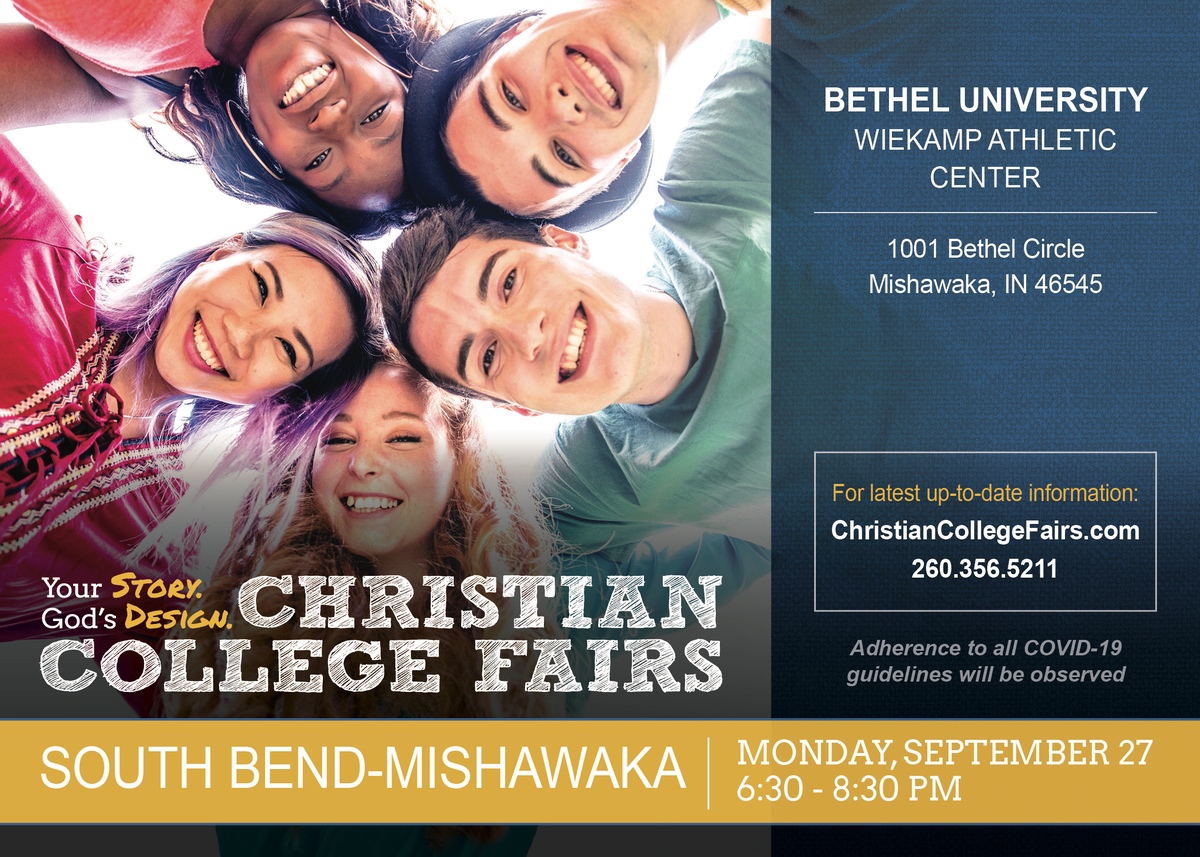 BETHEL UNIVERSITY
WIEKAMP ATHLETIC
CENTER
1001 Bethel Circle
Mishawaka, IN 46545
For latest up-to-date information:
ChristianCollegeFairs.com
260.356.5211
Adherence to all COVID-19
guidelines will be observed
Your STORY.
God's DESIGN.
CHRISTIAN
COLLEGE FAIRS
SOUTH BEND-MISHAWAKA
MONDAY, SEPTEMBER 27
6:30 - 8:30 PM